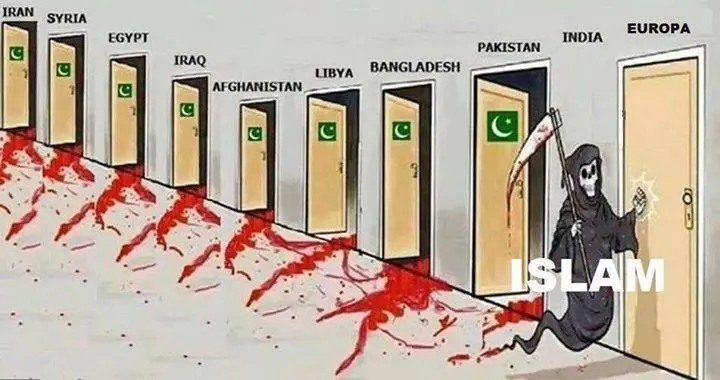 IRAN
SYRIA
EGYPT
IRAQ
AFGHANISTAN
LIBYA
BANGLADESH
PAKISTAN
INDIA
EUROPA
ISLAM